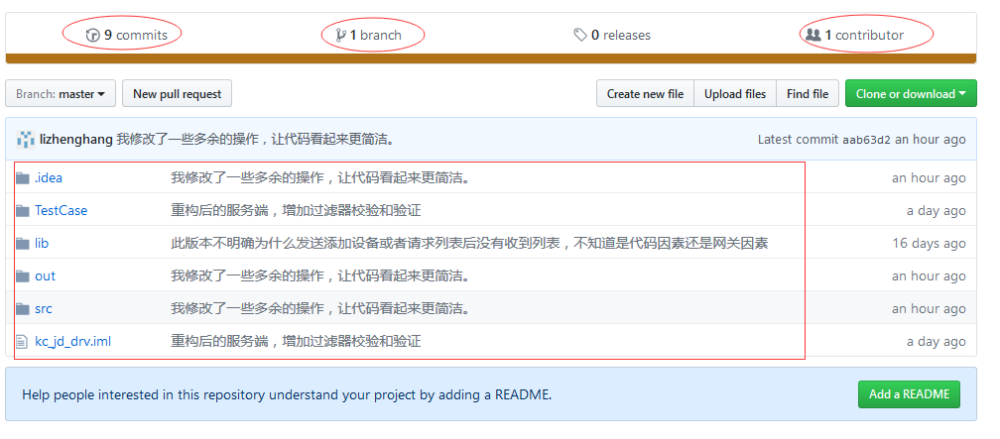 9 commits 1 branch 0 releases 1 contributor
Branch: master New pull request Create new file Upload files Find file Clone or download
lizhenghang 我修改了一些多余的操作，让代码看起来更简洁。 Latest commit aab63d2 an hour ago
.idea 我修改了一些多余的操作，让代码看起来更简洁。 an hour ago
TestCase 重构后的服务端，增加过滤器校验和验证 a day ago
lib 此版本不明确为什么发送添加设备或者请求列表后没有收到列表，不知道是代码因素还是网关因素 16 days ago
out 我修改了一些多余的操作，让代码看起来更简洁。 an hour ago
src 我修改了一些多余的操作，让代码看起来更简洁。 an hour ago
kc_jd_drv.iml 重构后的服务端，增加过滤器校验和验证 a day ago
Help people interested in this repository understand your project by adding a README. Add a README